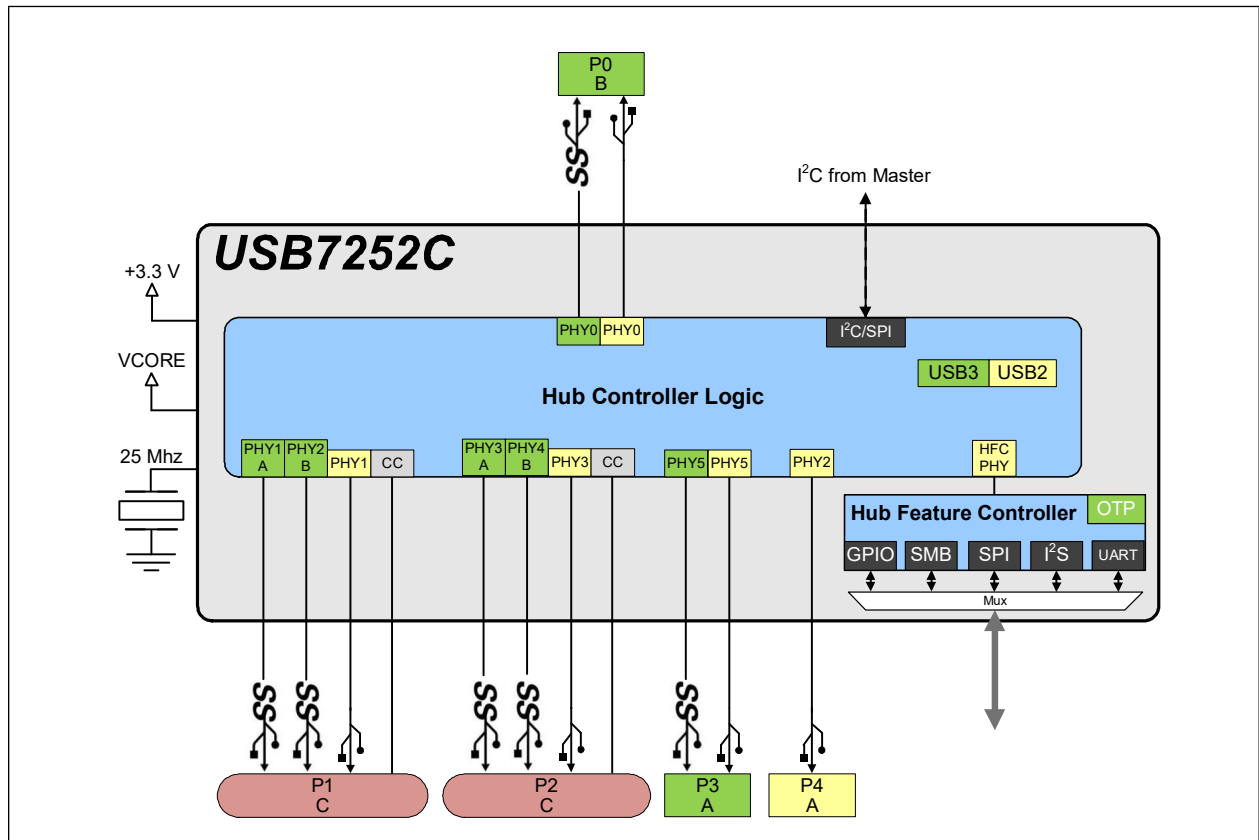 P0
B
SS
I²C from Master
USB7252C
+3.3 V
PHY0 PHY0
I²C/SPI
VCORE
USB3 USB2
Hub Controller Logic
25 Mhz
PHY1
A
PHY2
B
PHY1
CC
PHY3
A
PHY4
B
PHY3
CC
PHY5
PHY5
PHY2
HFC
PHY
Hub Feature Controller
OTP
GPIO
SMB
SPI
I²S
UART
Mux
SS
SS
SS
SS
SS
P1
C
P2
C
P3
A
P4
A